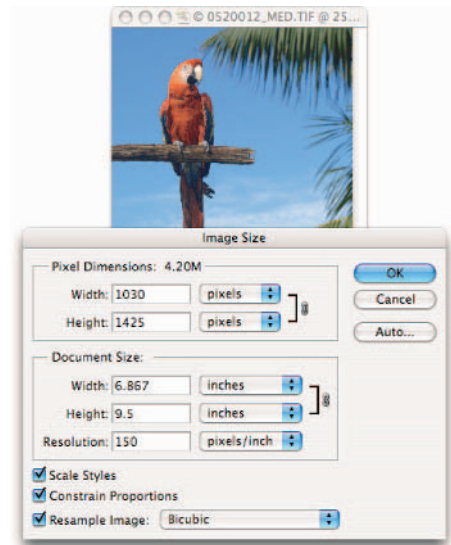 © 0520012_MED.TIF @ 25...
Image Size
Pixel Dimensions: 4.20M
Width: 1030 pixels
Height: 1425 pixels
OK
Cancel
Auto...
Document Size:
Width: 6.867 inches
Height: 9.5 inches
Resolution: 150 pixels/inch
Scale Styles
Constrain Proportions
Resample Image: Bicubic